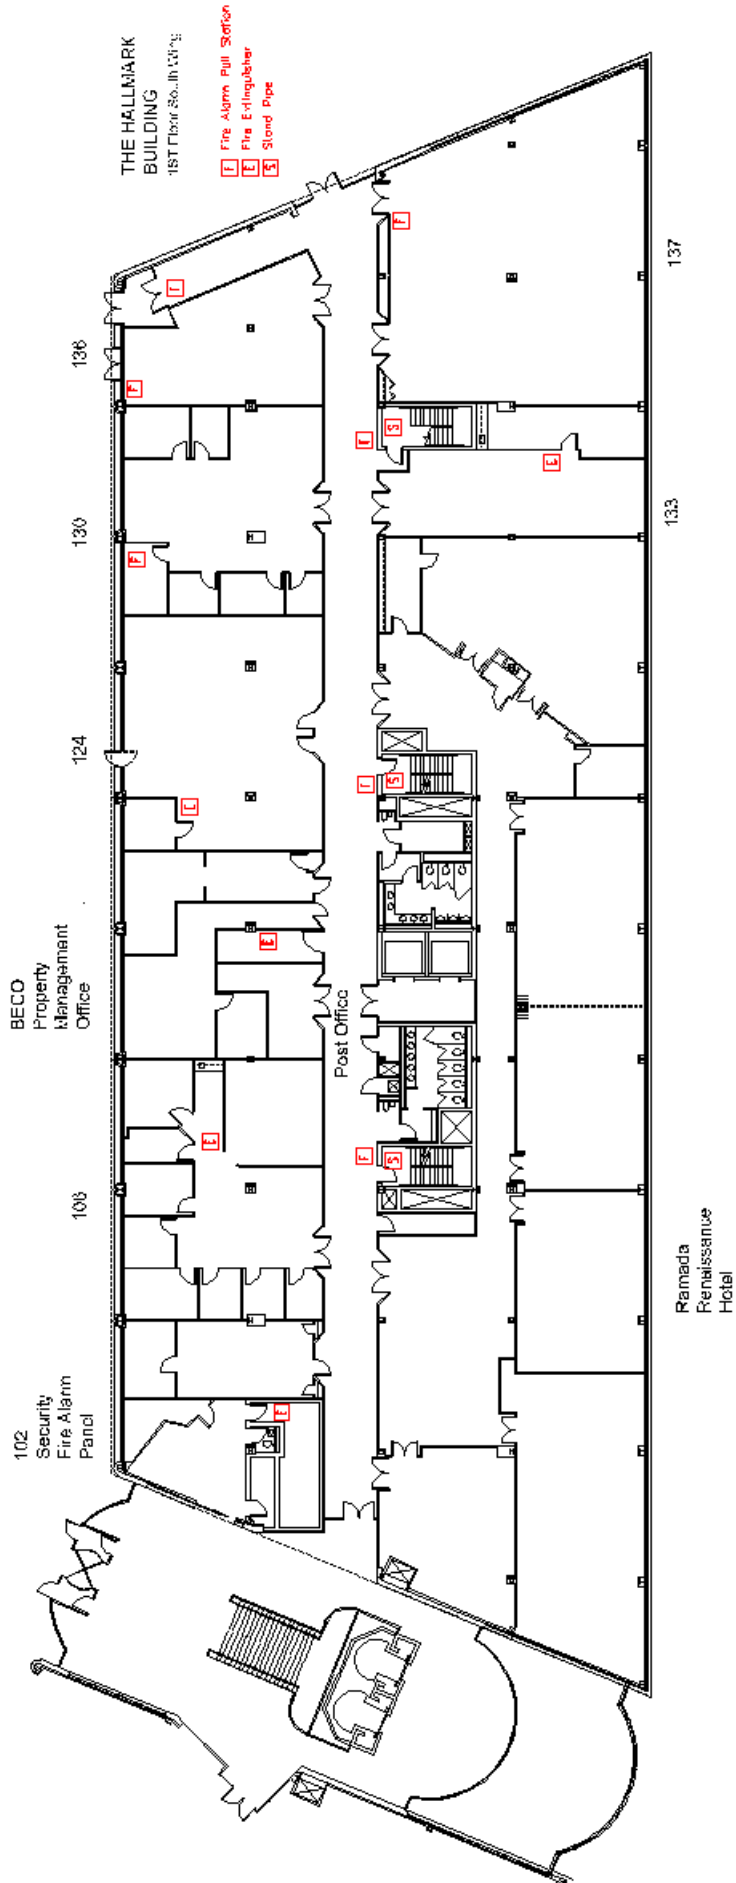 THE HALLMARK
BUILDING
1ST Floor South Wing
F Fire Alarm Pull Station
E Fire Extinguisher
S Stand Pipe
136
130
124
BECO
Property
Management
Office
106
102
Security
Fire Alarm
Panel
Post Office
137
133
Ramada
Renaissance
Hotel
F
F
F
S
E
F
S
E
E
F
S
E